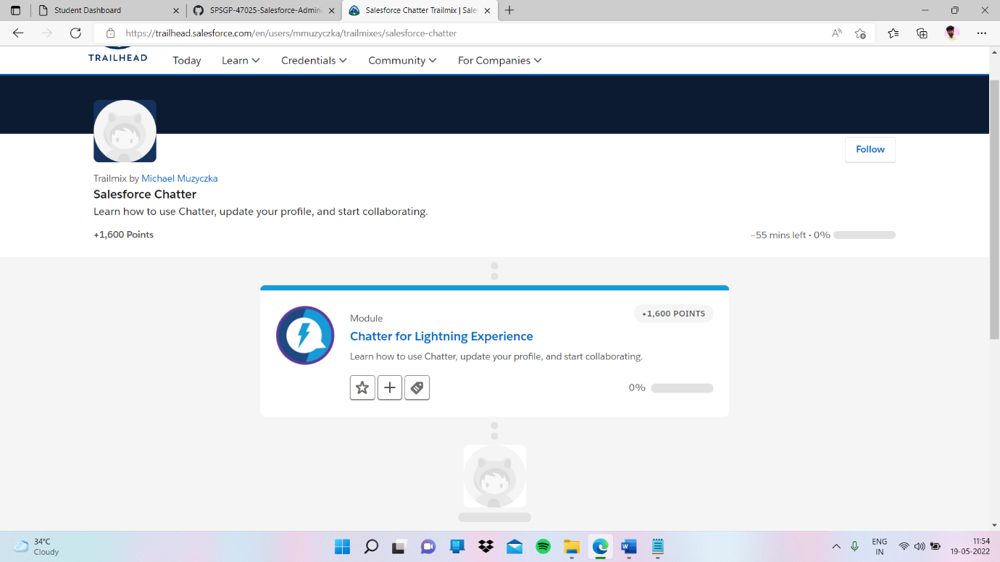 Student Dashboard
SPSGP-47025-Salesforce-Admini
Salesforce Chatter Trailmix | Sales
https://trailhead.salesforce.com/en/users/mmuzyczka/trailmixes/salesforce-chatter
TRAILHEAD
Today
Learn
Credentials
Community
For Companies
Follow
Trailmix by Michael Muzyczka
Salesforce Chatter
Learn how to use Chatter, update your profile, and start collaborating.
+1,600 Points
~55 mins left • 0%
+1,600 POINTS
Module
Chatter for Lightning Experience
Learn how to use Chatter, update your profile, and start collaborating.
0%
34°C
Cloudy
ENG
IN
11:54
19-05-2022